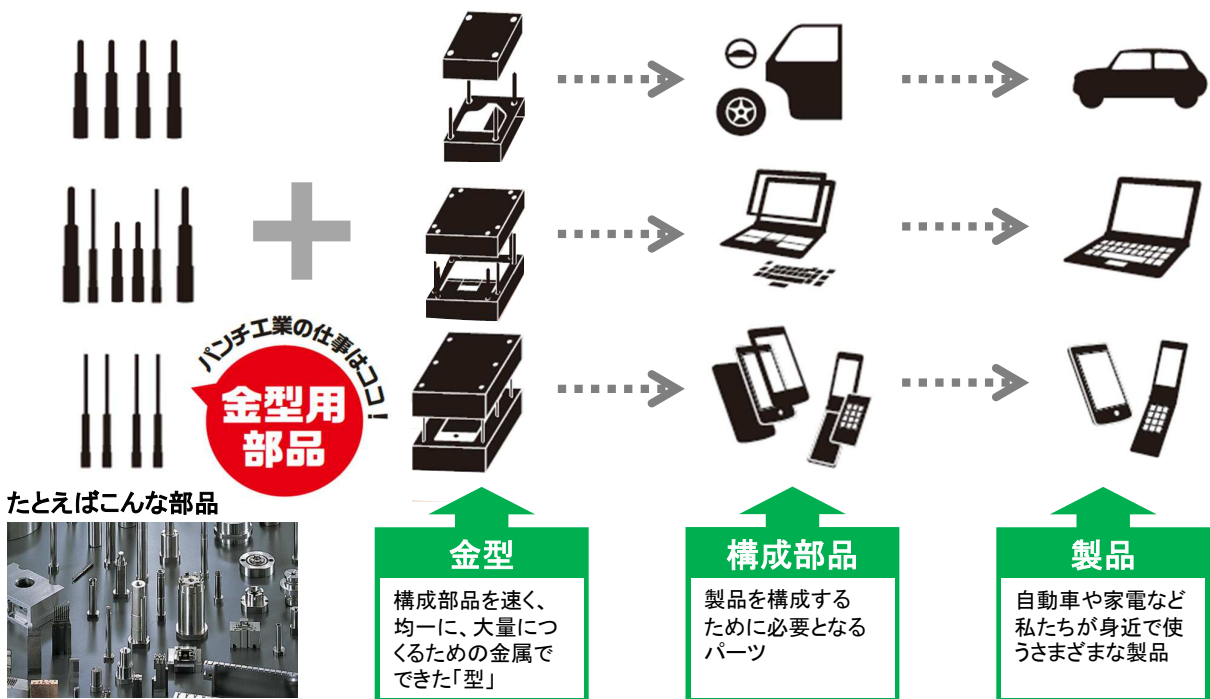 パンチ工業の仕事はココ!
金型用
部品
たとえばこんな部品
金型
構成部品を速く、
均一に、大量につ
くるための金属で
できた「型」
構成部品
製品を構成する
ために必要となる
パーツ
製品
自動車や家電など
私たちが身近で使
うさまざまな製品